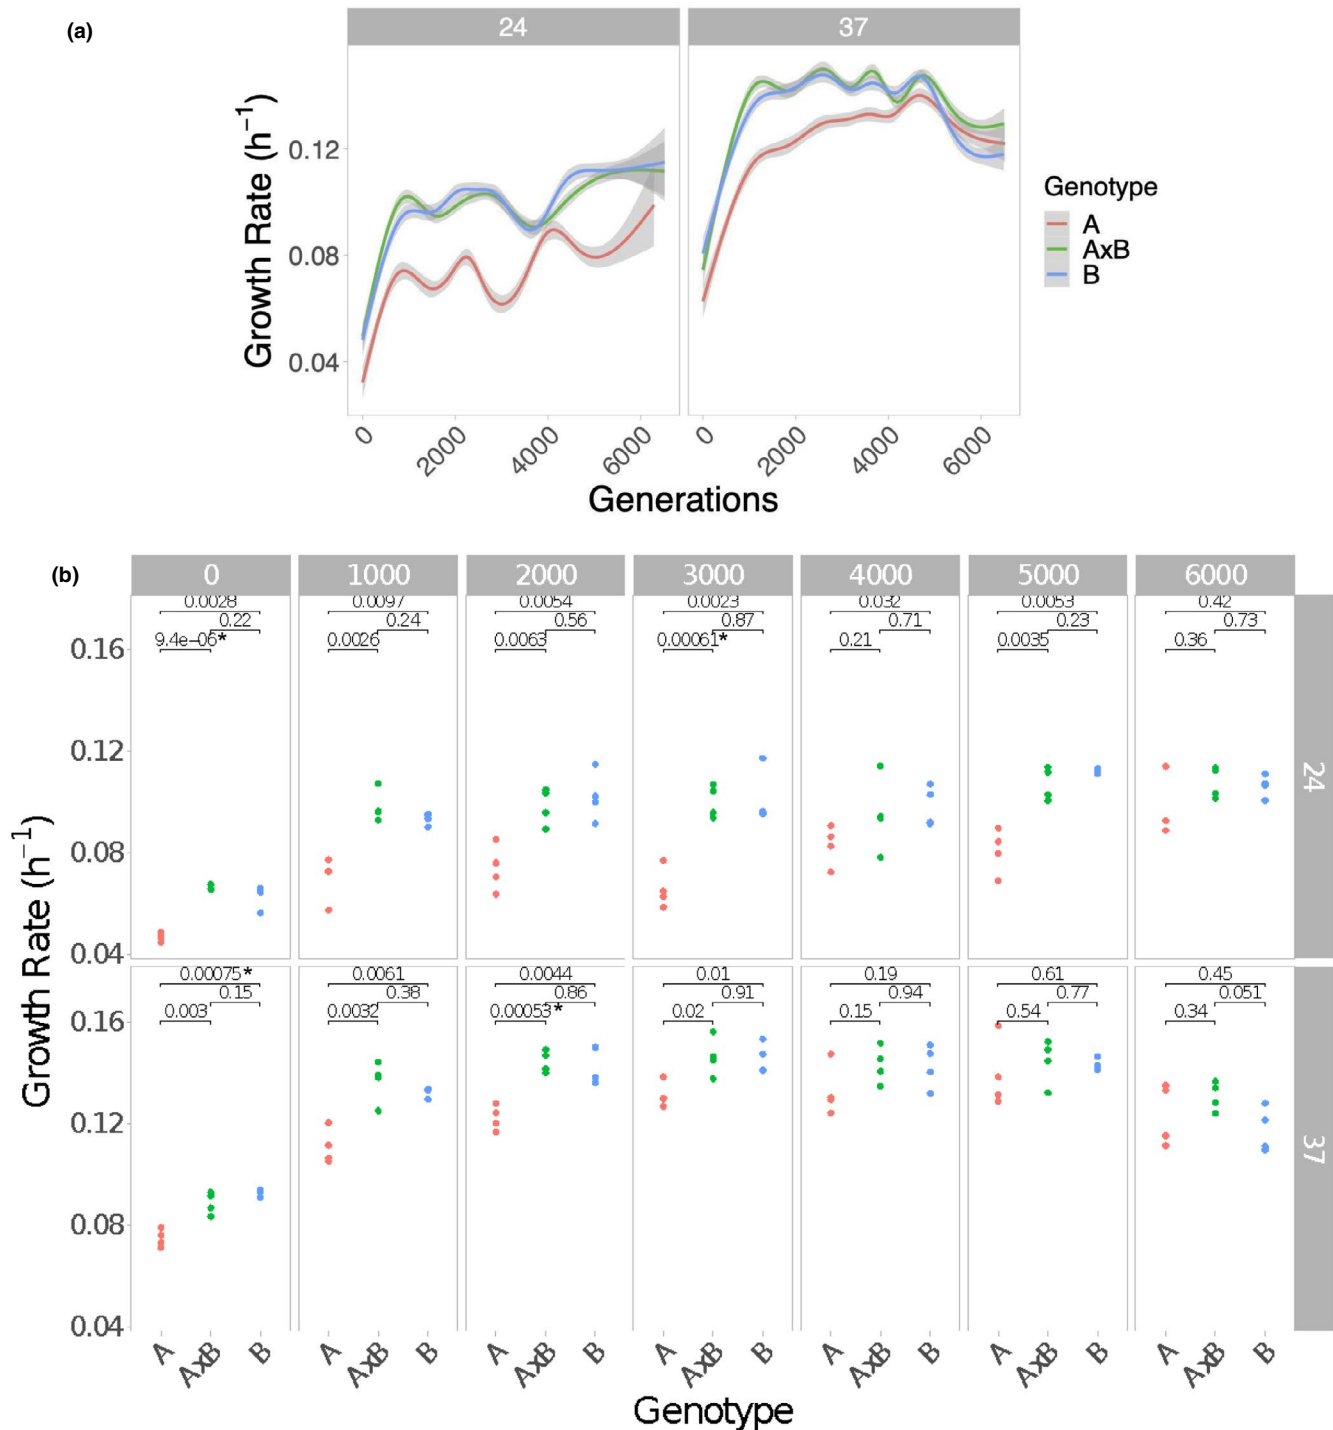 (a)
24 37
Growth Rate (h−1)
0.12
0.08
0.04
0 2000 4000 6000 0 2000 4000 6000
Generations
Genotype
A
AxB
B
(b)
0 1000 2000 3000 4000 5000 6000
0.0028 0.0097 0.0054 0.0023 0.032 0.0053 0.42
0.22 0.24 0.56 0.87 0.71 0.23 0.73
9.4e−06* 0.0026 0.0063 0.00061* 0.21 0.0035 0.36
0.16
0.12
0.08
0.04
24
Growth Rate (h−1)
0.00075* 0.0061 0.0044 0.01 0.19 0.61 0.45
0.15 0.38 0.86 0.91 0.94 0.77 0.051
0.003 0.0032 0.00053* 0.02 0.15 0.54 0.34
0.16
0.12
0.08
0.04
37
A AxB B A AxB B A AxB B A AxB B A AxB B A AxB B A AxB B
Genotype